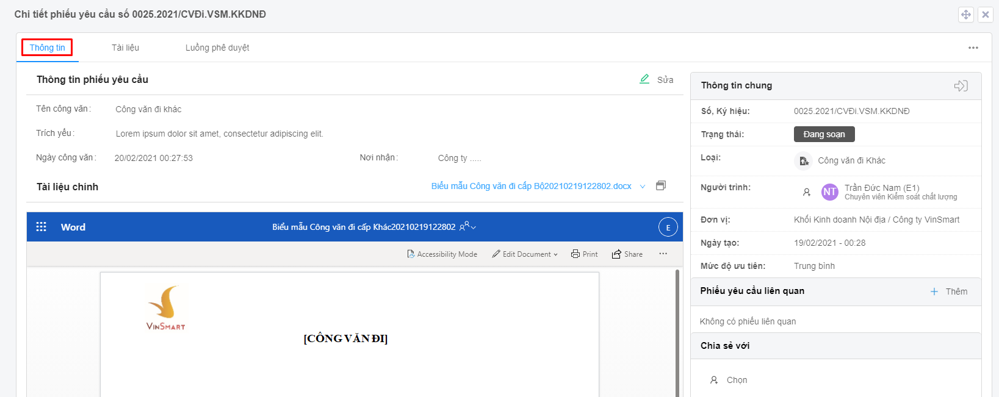 Chi tiết phiếu yêu cầu số 0025.2021/CVĐi.VSM.KKDNĐ
Thông tin
Tài liệu
Luồng phê duyệt
Thông tin phiếu yêu cầu
Sửa
Tên công văn:
Công văn đi khác
Trích yếu:
Lorem ipsum dolor sit amet, consectetur adipiscing elit.
Ngày công văn:
20/02/2021 00:27:53
Nơi nhận:
Công ty .....
Tài liệu chính
Biểu mẫu Công văn đi cấp Bộ20210219122802.docx
Word
Biểu mẫu Công văn đi cấp Khác20210219122802
E
Accessibility Mode
Edit Document
Print
Share
VINSMART
[CÔNG VĂN ĐI]
Thông tin chung
Số, Ký hiệu:
0025.2021/CVĐi.VSM.KKDNĐ
Trạng thái:
Đang soạn
Loại:
Công văn đi Khác
Người trình:
NT
Trần Đức Nam (E1)
Chuyên viên Kiểm soát chất lượng
Đơn vị:
Khối Kinh doanh Nội địa / Công ty VinSmart
Ngày tạo:
19/02/2021 - 00:28
Mức độ ưu tiên:
Trung bình
Phiếu yêu cầu liên quan
Thêm
Không có phiếu liên quan
Chia sẻ với
Chọn